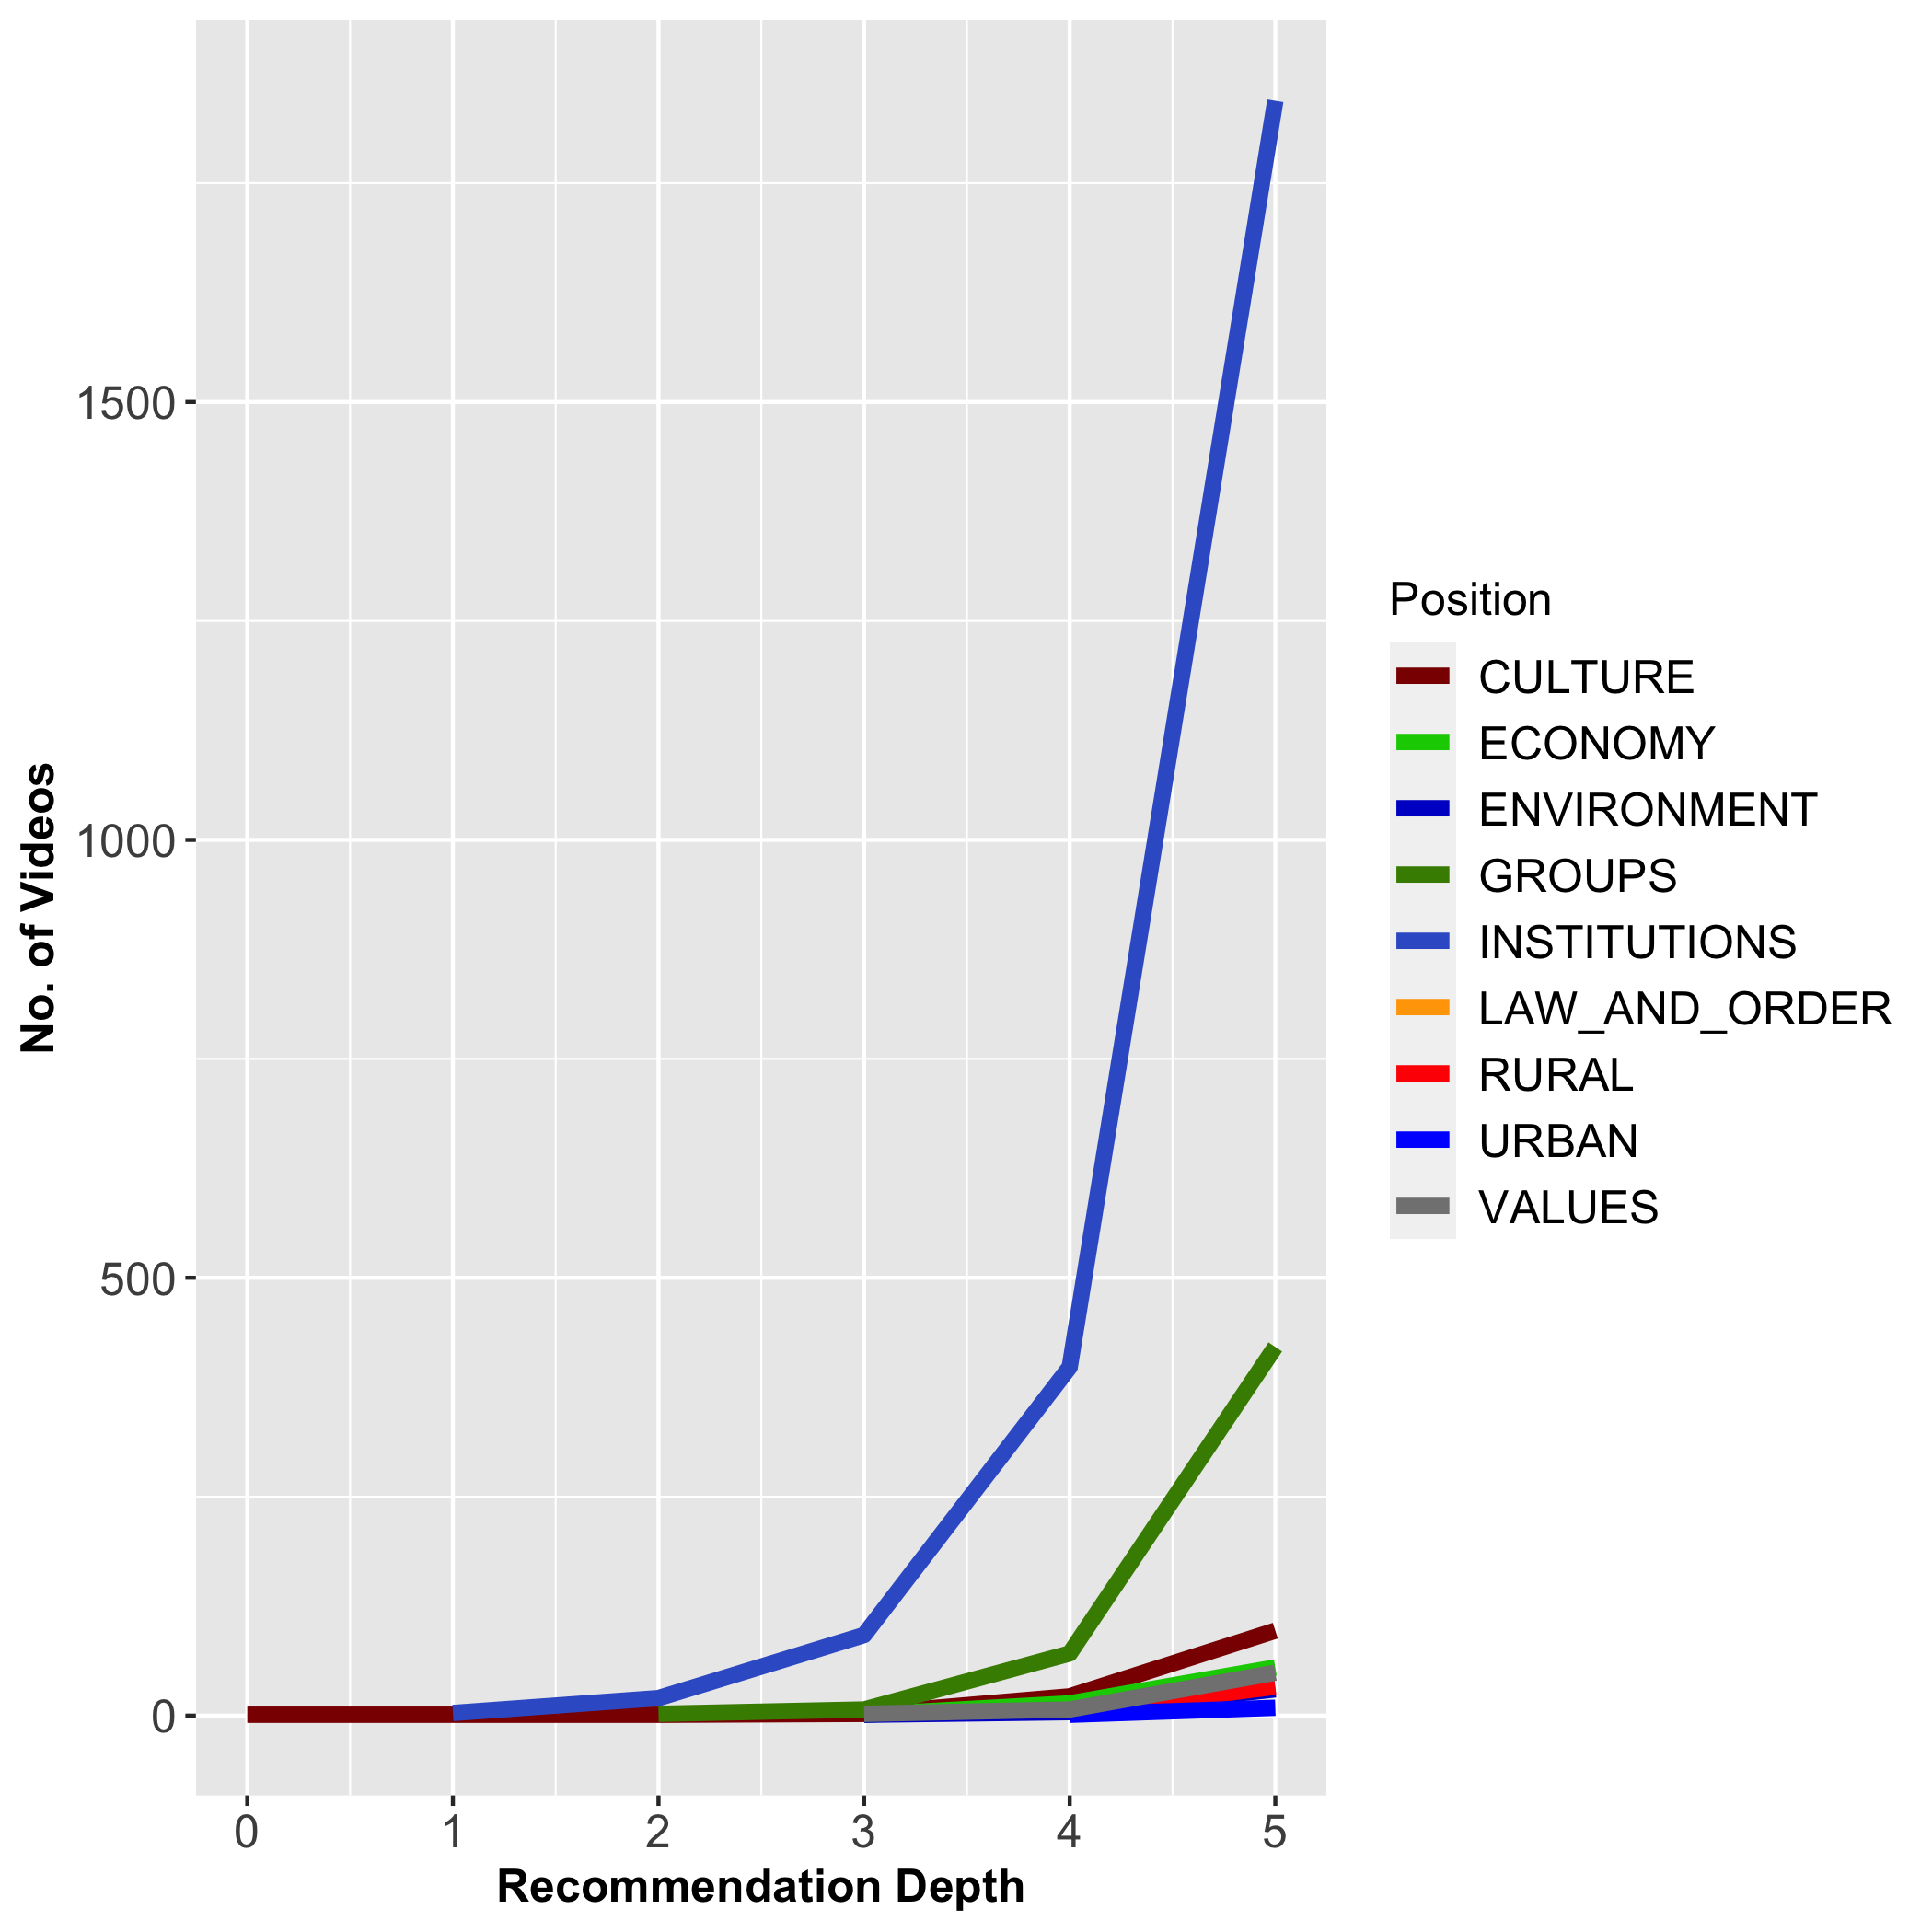 No. of Videos
1500
1000
500
0
0 1 2 3 4 5
Recommendation Depth
Position
CULTURE
ECONOMY
ENVIRONMENT
GROUPS
INSTITUTIONS
LAW_AND_ORDER
RURAL
URBAN
VALUES